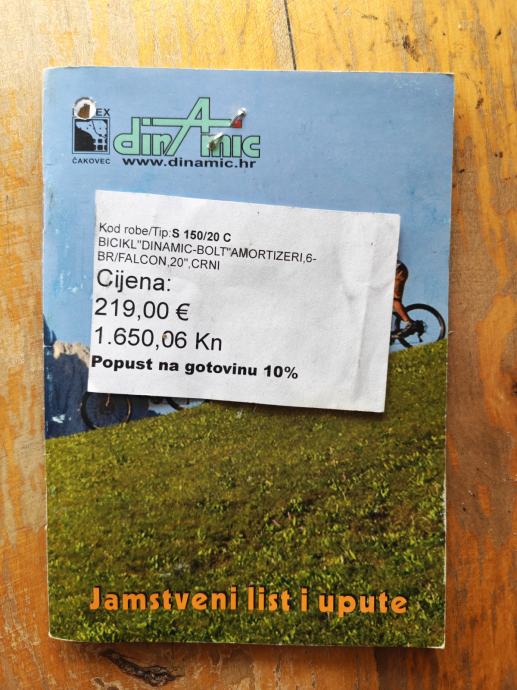 EX
ČAKOVEC
dinAmic
www.dinamic.hr
Kod robe/Tip:S 150/20 C
BICIKL"DINAMIC-BOLT"AMORTIZERI,6-
BR/FALCON,20",CRNI
Cijena:
219,00 €
1.650,06 Kn
Popust na gotovinu 10%
Jamstveni list i upute